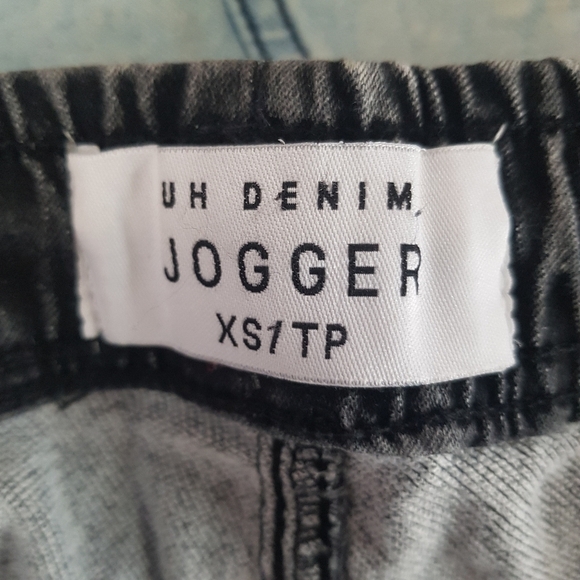 UH DENIM
JOGGER
XS/TP